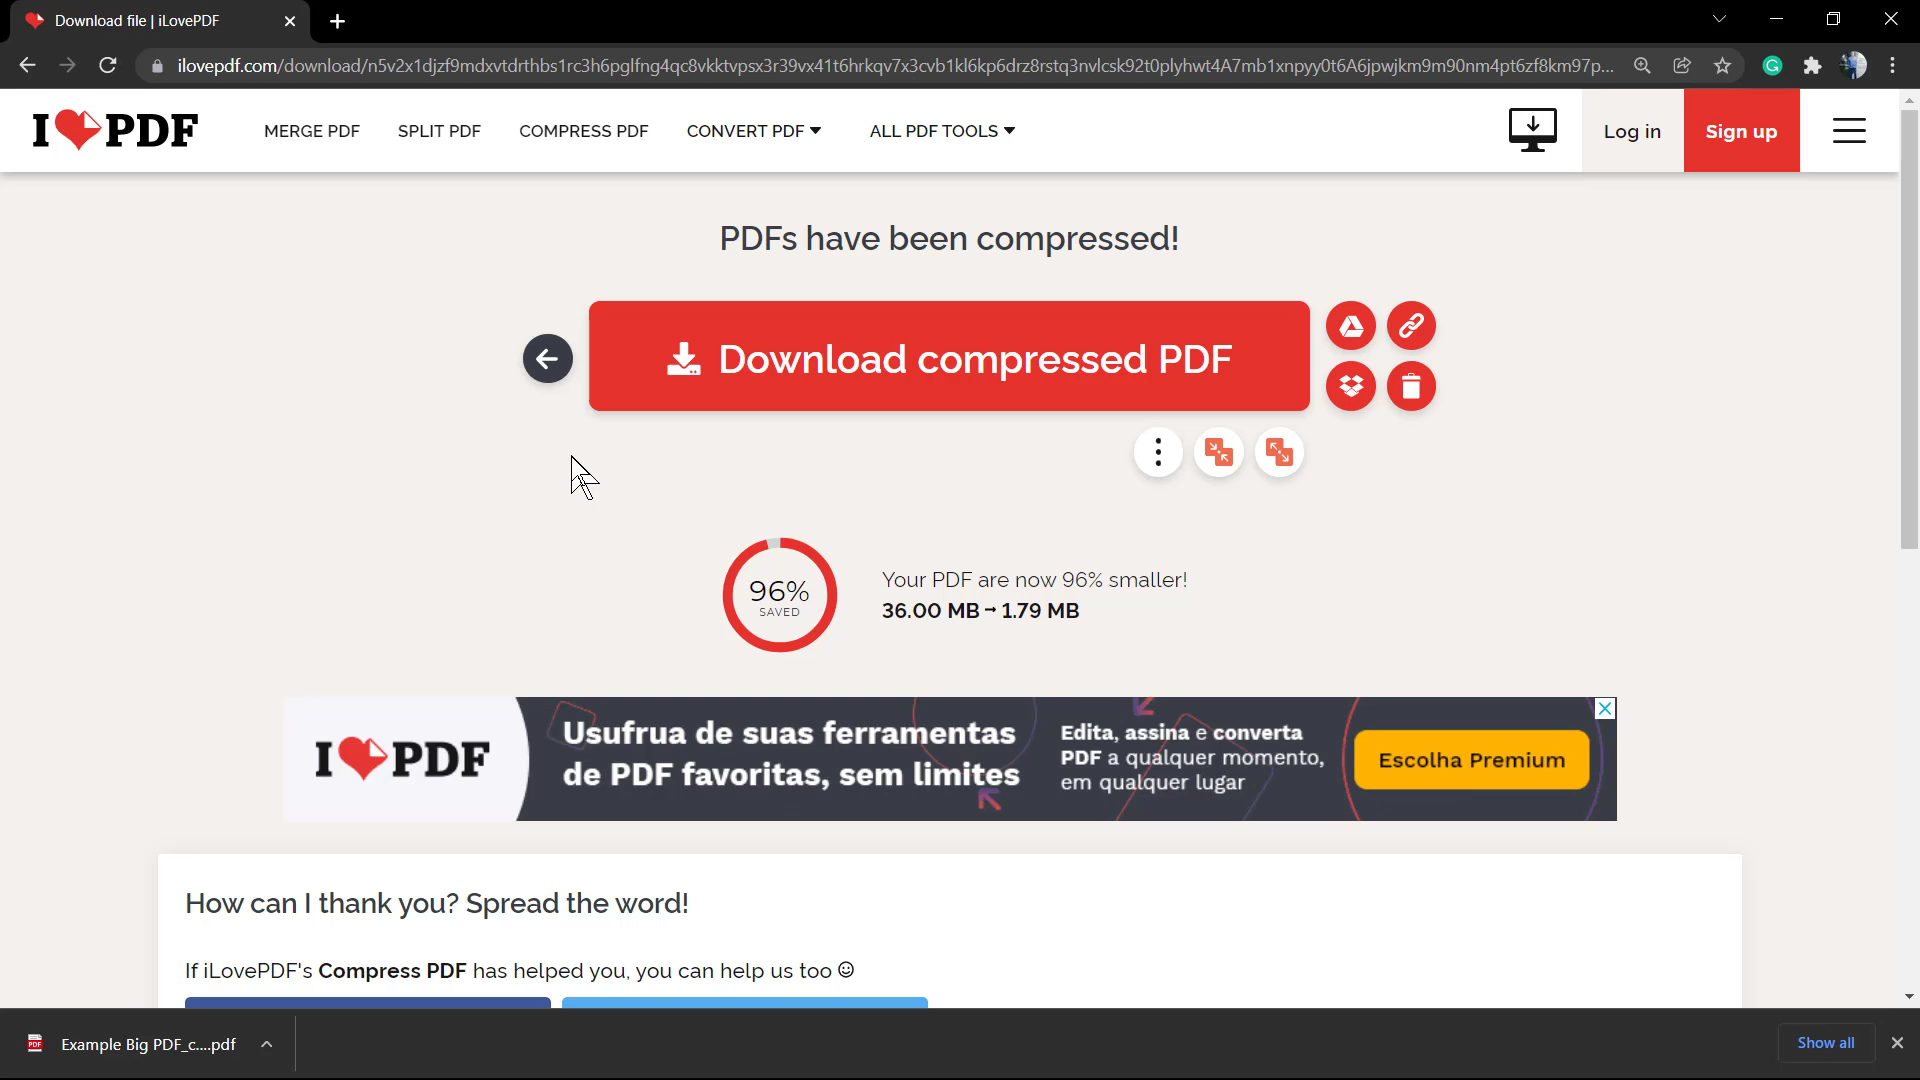 Download file | iLovePDF
I PDF
MERGE PDF
SPLIT PDF
COMPRESS PDF
CONVERT PDF
ALL PDF TOOLS
Log in
Sign up
PDFs have been compressed!
Download compressed PDF
96%
SAVED
Your PDF are now 96% smaller!
36.00 MB → 1.79 MB
I PDF
Usufrua de suas ferramentas
de PDF favoritas, sem limites
Edita, assina e converta
PDF a qualquer momento,
em qualquer lugar
Escolha Premium
How can I thank you? Spread the word!
If iLovePDF's Compress PDF has helped you, you can help us too ☺
Example Big PDF_c....pdf
Show all